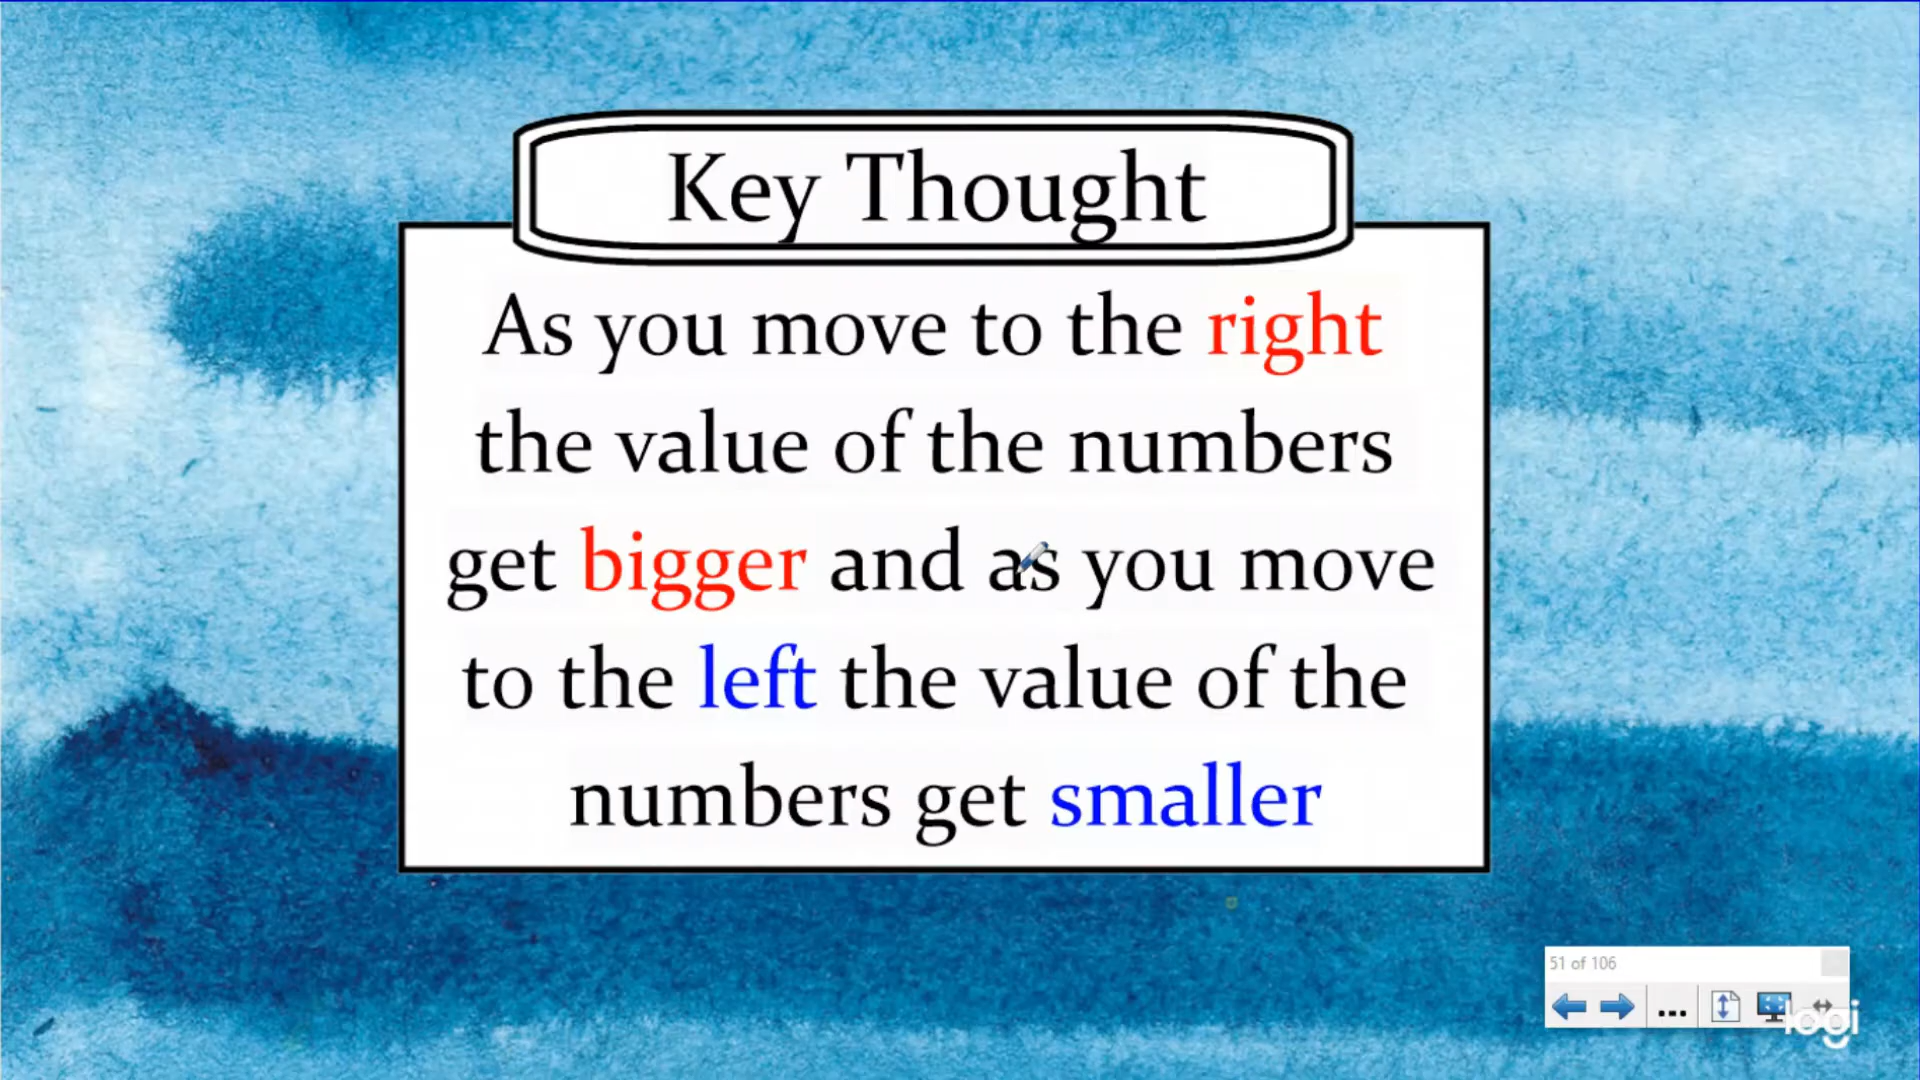 Key Thought
As you move to the right
the value of the numbers
get bigger and as you move
to the left the value of the
numbers get smaller
51 of 106
logi